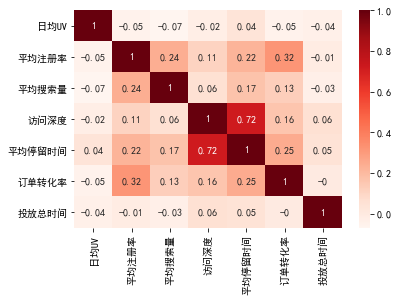 日均UV 1 −0.05 −0.07 −0.02 0.04 −0.05 −0.04
平均注册率 −0.05 1 0.24 0.11 0.22 0.32 −0.01
平均搜索量 −0.07 0.24 1 0.06 0.17 0.13 −0.03
访问深度 −0.02 0.11 0.06 1 0.72 0.16 0.06
平均停留时间 0.04 0.22 0.17 0.72 1 0.25 0.05
订单转化率 −0.05 0.32 0.13 0.16 0.25 1 −0
投放总时间 −0.04 −0.01 −0.03 0.06 0.05 −0 1
日均UV
平均注册率
平均搜索量
访问深度
平均停留时间
订单转化率
投放总时间
1.0
0.8
0.6
0.4
0.2
0.0